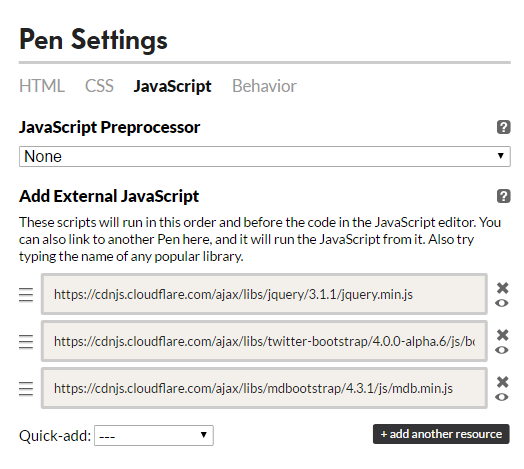 Pen Settings
HTML CSS JavaScript Behavior
JavaScript Preprocessor ?
None
Add External JavaScript ?
These scripts will run in this order and before the code in the JavaScript editor. You
can also link to another Pen here, and it will run the JavaScript from it. Also try
typing the name of any popular library.
https://cdnjs.cloudflare.com/ajax/libs/jquery/3.1.1/jquery.min.js
https://cdnjs.cloudflare.com/ajax/libs/twitter-bootstrap/4.0.0-alpha.6/js/bo
https://cdnjs.cloudflare.com/ajax/libs/mdbootstrap/4.3.1/js/mdb.min.js
Quick-add: --- + add another resource